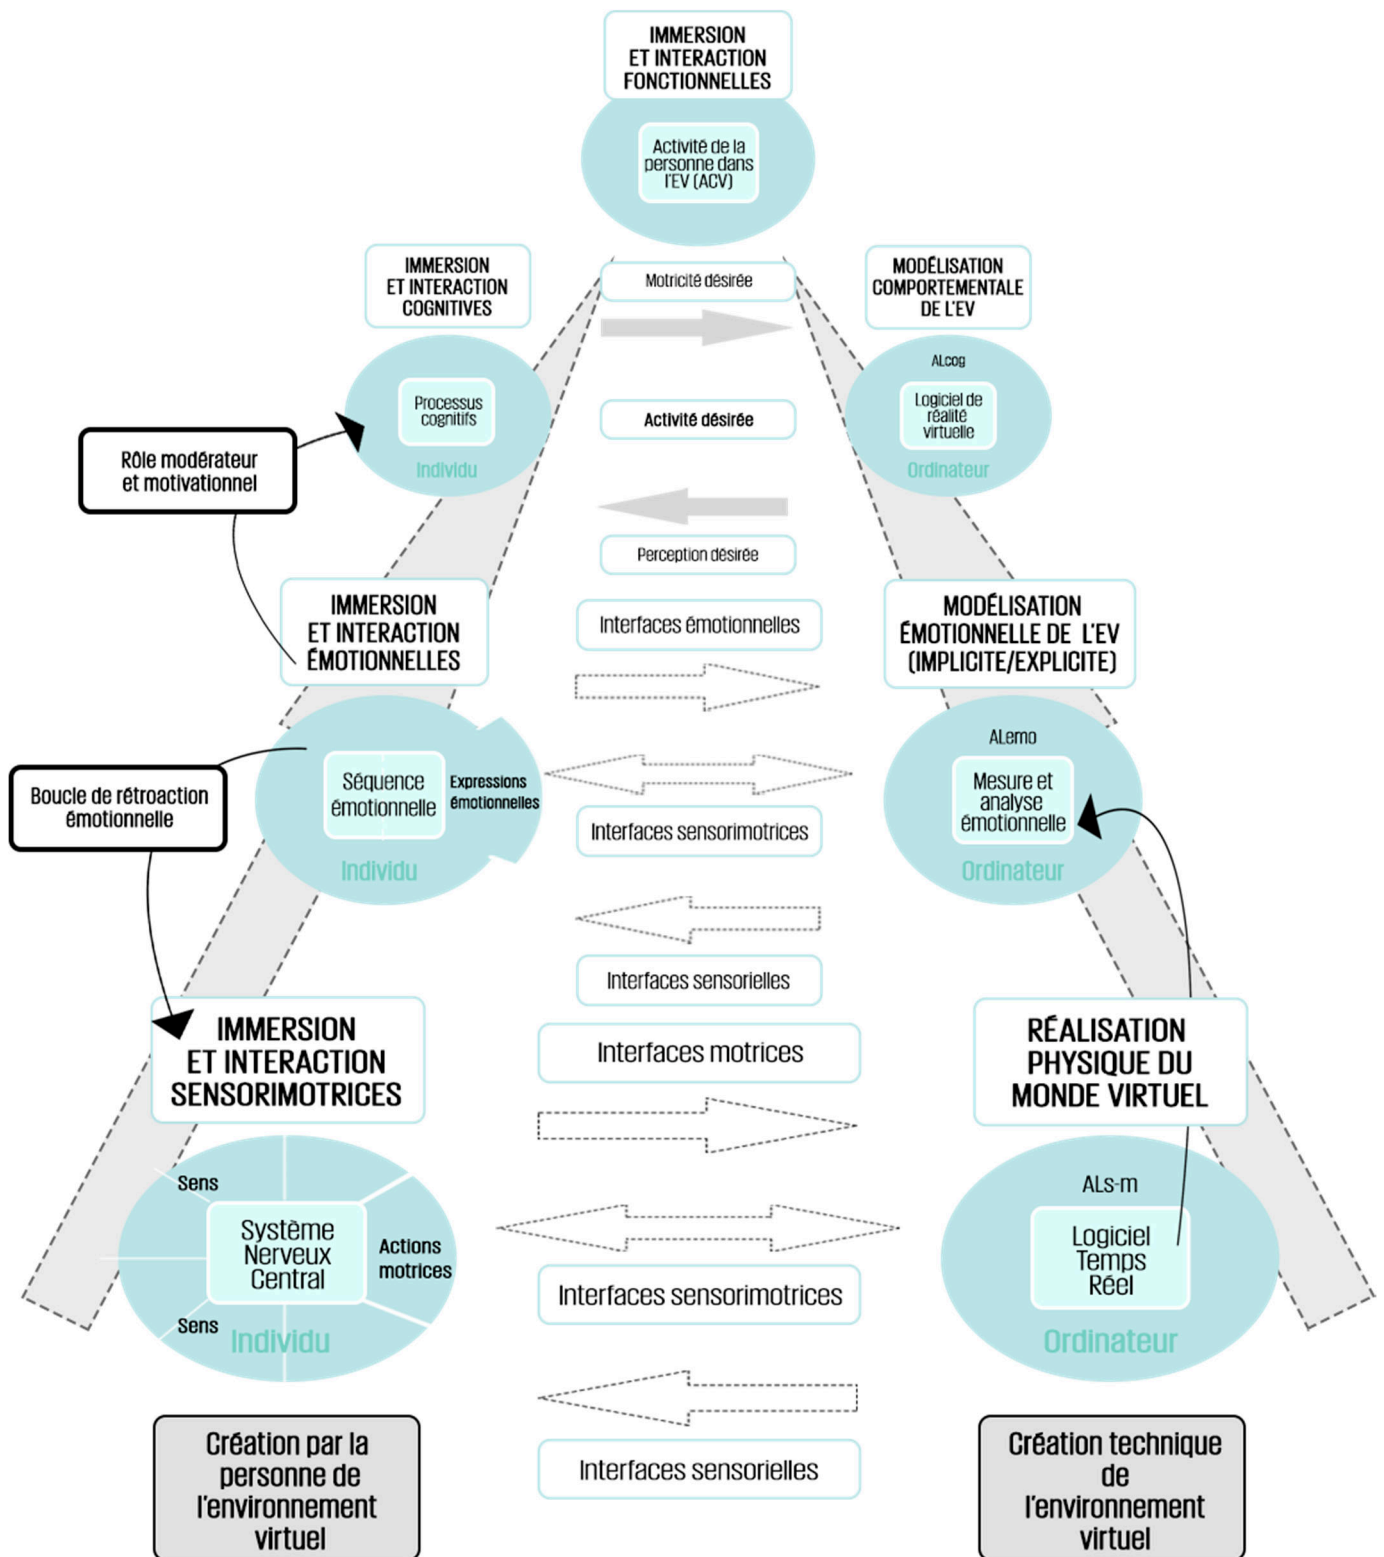 IMMERSION
ET INTERACTION
FONCTIONNELLES
Activité de la
personne dans
l'EV (ACV)
IMMERSION
ET INTERACTION
COGNITIVES
Motricité désirée
MODÉLISATION
COMPORTEMENTALE
DE L'EV
Processus
cognitifs
Individu
Activité désirée
ALcog
Logiciel de
réalité
virtuelle
Ordinateur
Rôle modérateur
et motivationnel
Perception désirée
IMMERSION
ET INTERACTION
ÉMOTIONNELLES
Interfaces émotionnelles
MODÉLISATION
ÉMOTIONNELLE DE L'EV
(IMPLICITE/EXPLICITE)
Boucle de rétroaction
émotionnelle
Séquence
émotionnelle
Expressions
émotionnelles
Individu
Interfaces sensorimotrices
ALemo
Mesure et
analyse
émotionnelle
Ordinateur
Interfaces sensorielles
IMMERSION
ET INTERACTION
SENSORIMOTRICES
Interfaces motrices
RÉALISATION
PHYSIQUE DU
MONDE VIRTUEL
Sens
Système
Nerveux
Central
Actions
motrices
Sens
Individu
Interfaces sensorimotrices
ALs-m
Logiciel
Temps
Réel
Ordinateur
Interfaces sensorielles
Création par la
personne de
l'environnement
virtuel
Création technique
de
l'environnement
virtuel